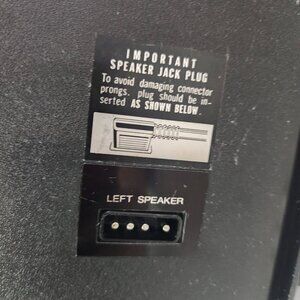 IMPORTANT
SPEAKER JACK PLUG
To avoid damaging connector
prongs. plug should be in-
serted AS SHOWN BELOW.
LEFT SPEAKER